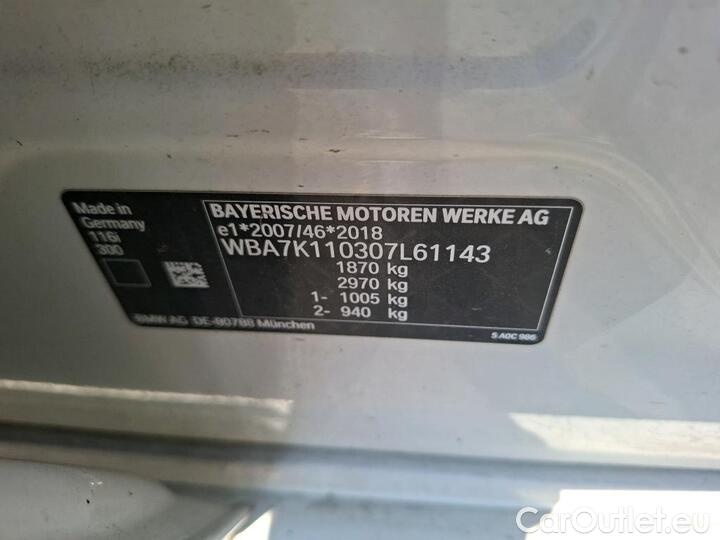 Made in
Germany
116i
300
BAYERISCHE MOTOREN WERKE AG
e1*2007/46*2018
WBA7K110307L61143
1870 kg
2970 kg
1- 1005 kg
2- 940 kg
BMW AG DE-80788 München
5 A0C 986
CarOutlet.eu